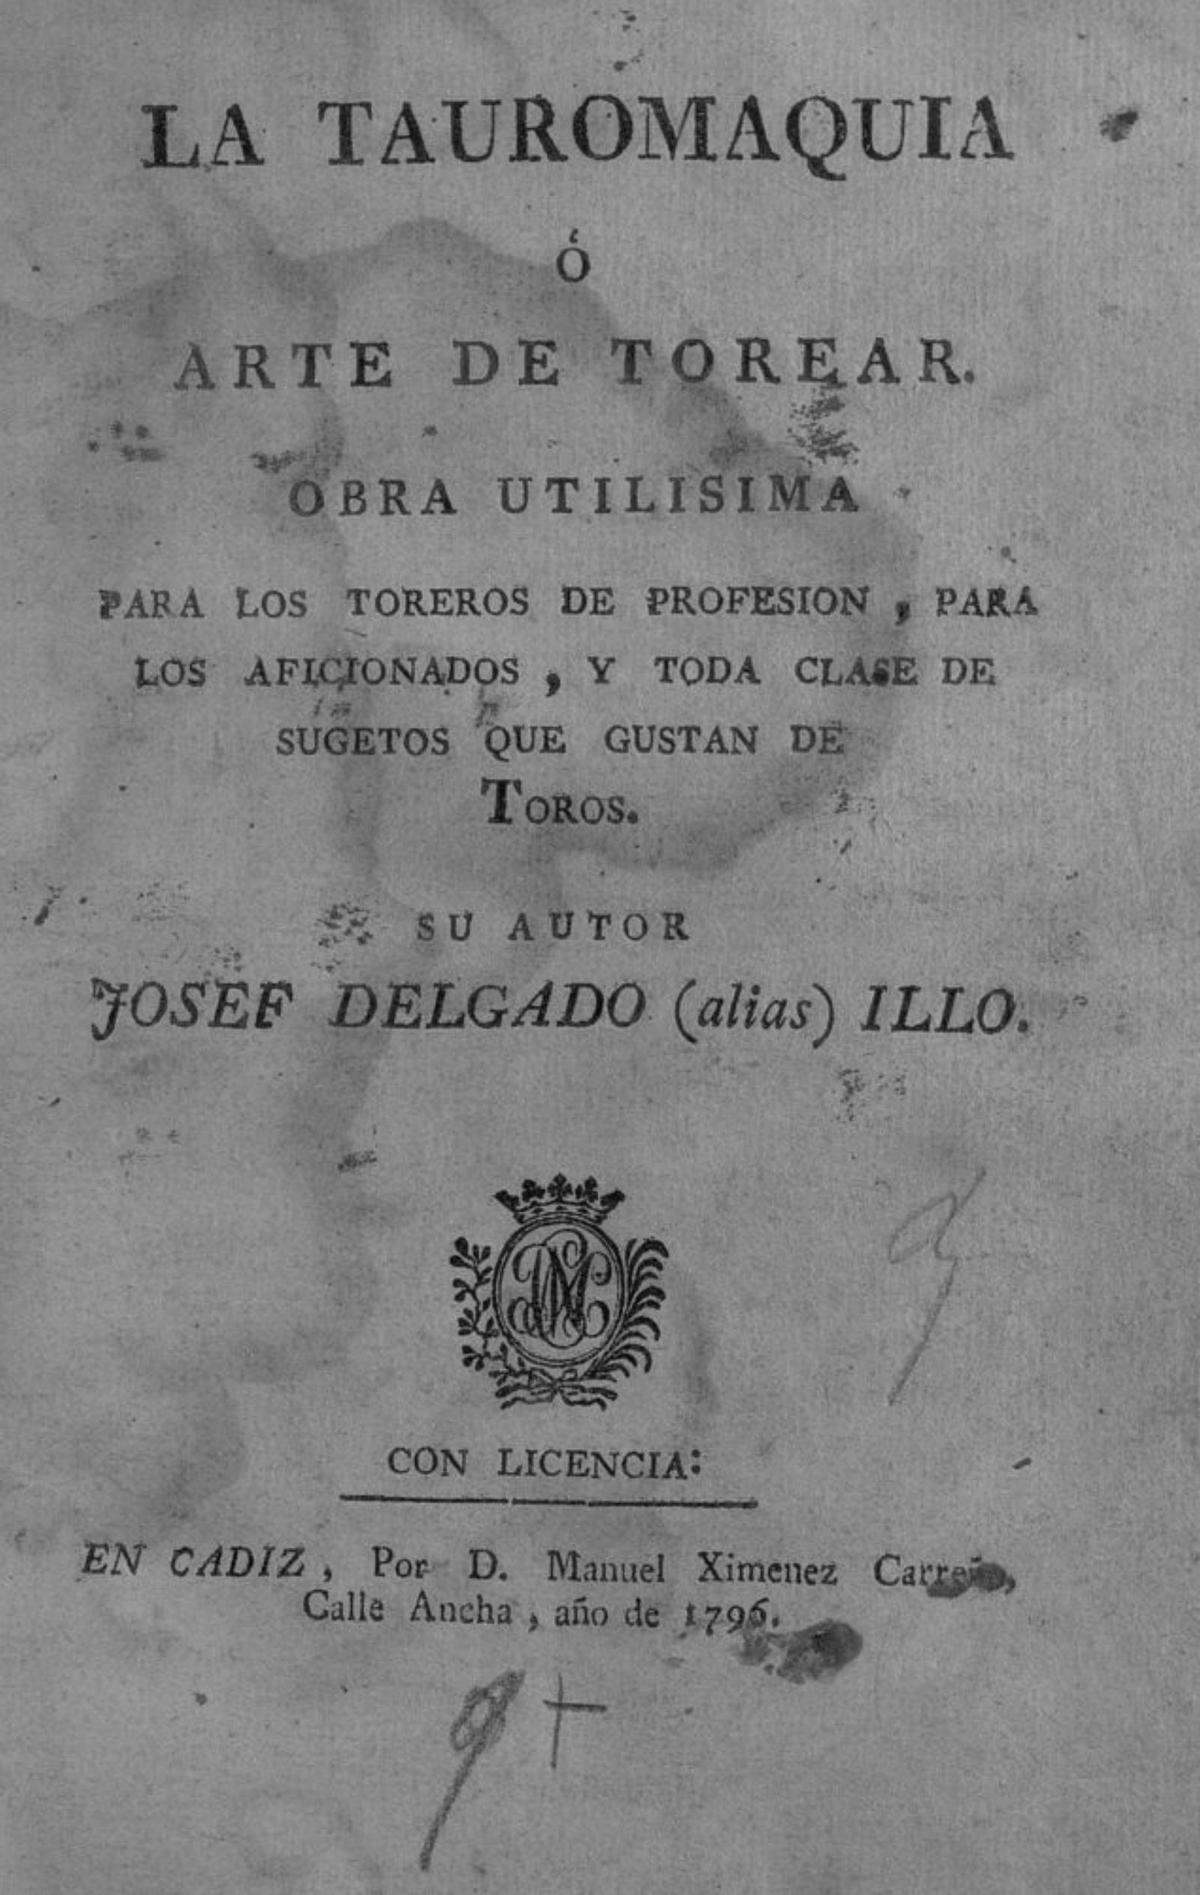 LA TAUROMAQUIA
Ó
ARTE DE TOREAR.
OBRA UTILISIMA
PARA LOS TOREROS DE PROFESION , PARA
LOS AFICIONADOS , Y TODA CLASE DE
SUGETOS QUE GUSTAN DE
TOROS.
SU AUTOR
JOSEF DELGADO (alias) ILLO.
CON LICENCIA:
EN CADIZ , Por D. Manuel Ximenez Carreño,
Calle Ancha , año de 1796.